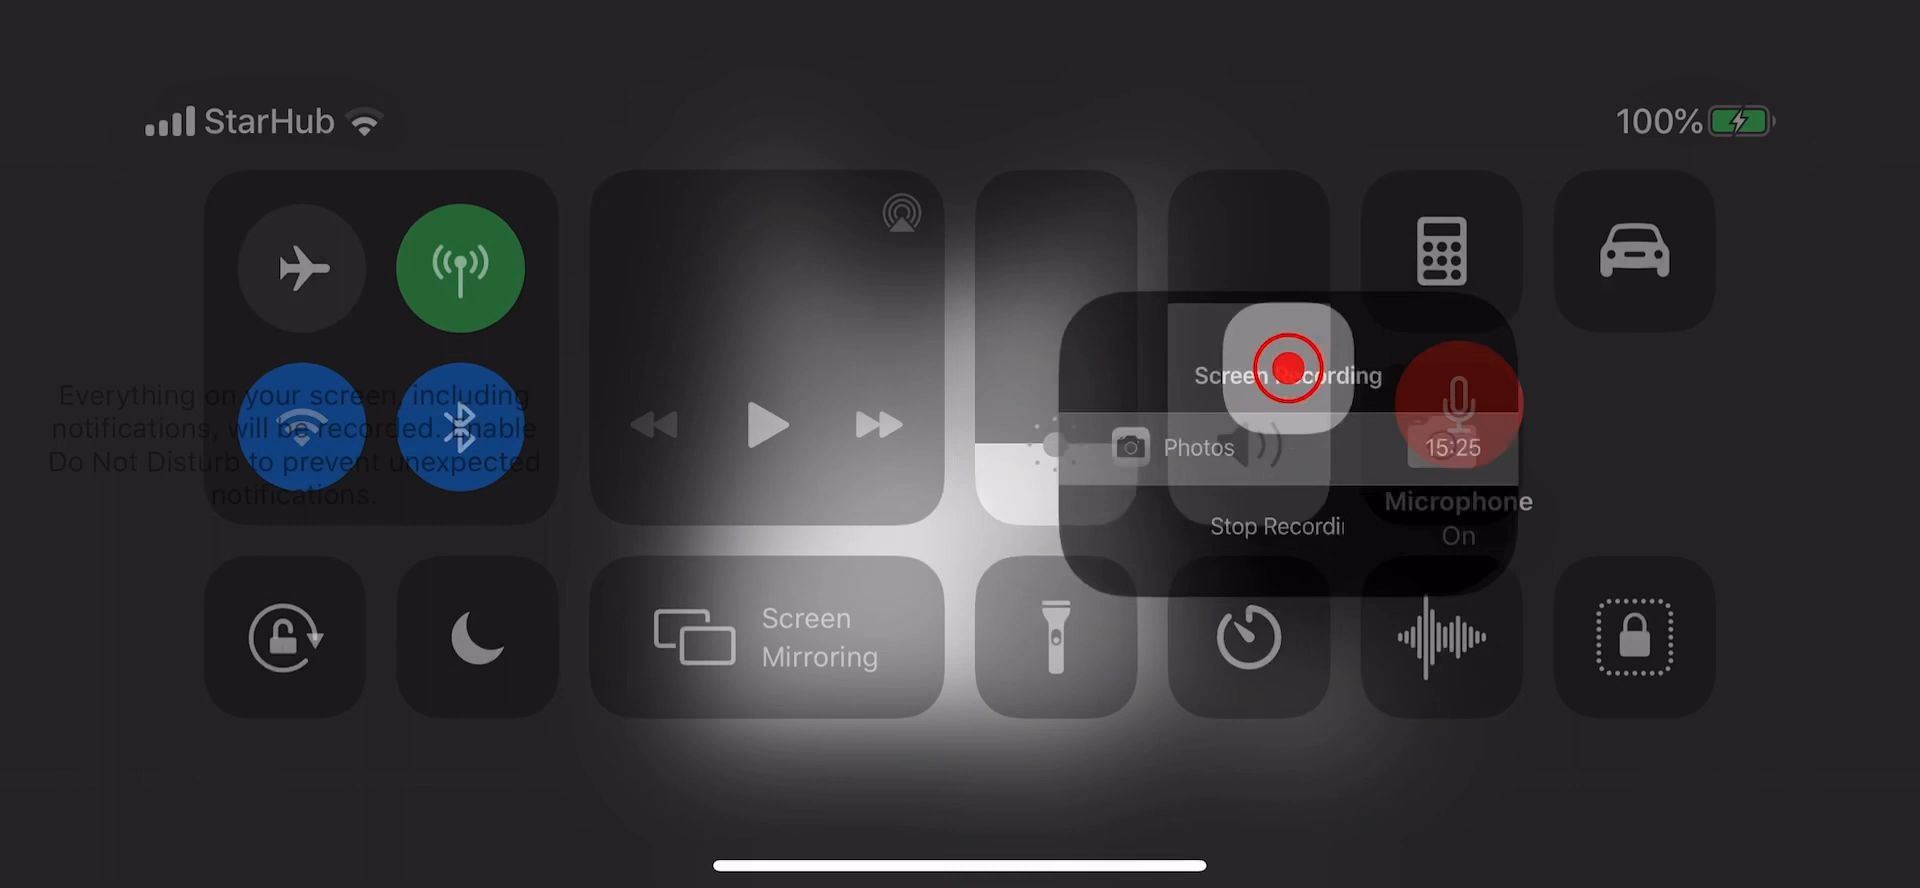 StarHub
100%
Everything on your screen, including
notifications, will be recorded. Enable
Do Not Disturb to prevent unexpected
notifications.
Screen Recording
Photos
15:25
Stop Recordi
Microphone
On
Screen
Mirroring